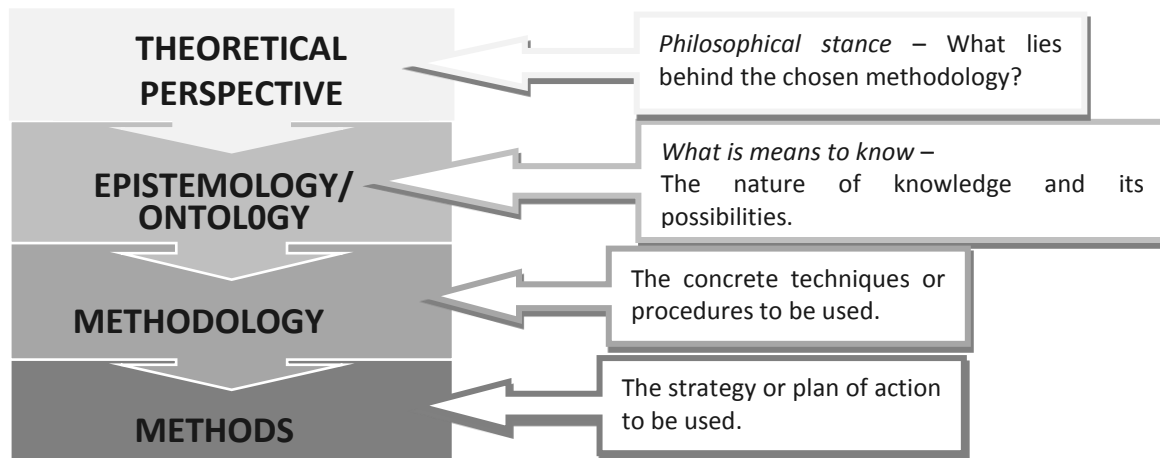 THEORETICAL
PERSPECTIVE
Philosophical stance – What lies
behind the chosen methodology?
EPISTEMOLOGY/
ONTOL0GY
What is means to know –
The nature of knowledge and its
possibilities.
METHODOLOGY
The concrete techniques or
procedures to be used.
METHODS
The strategy or plan of action
to be used.